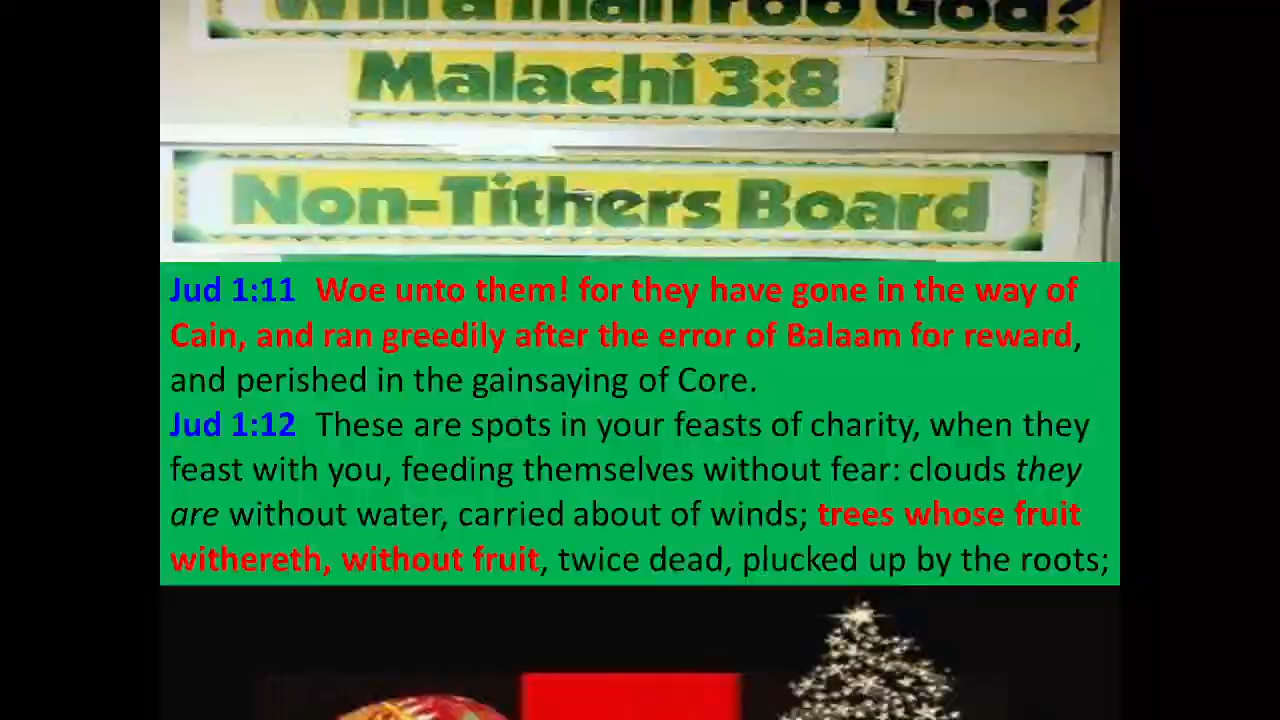 Will a man rob God?
Malachi 3:8
Non-Tithers Board
Jud 1:11 Woe unto them! for they have gone in the way of
Cain, and ran greedily after the error of Balaam for reward,
and perished in the gainsaying of Core.
Jud 1:12 These are spots in your feasts of charity, when they
feast with you, feeding themselves without fear: clouds they
are without water, carried about of winds; trees whose fruit
withereth, without fruit, twice dead, plucked up by the roots;